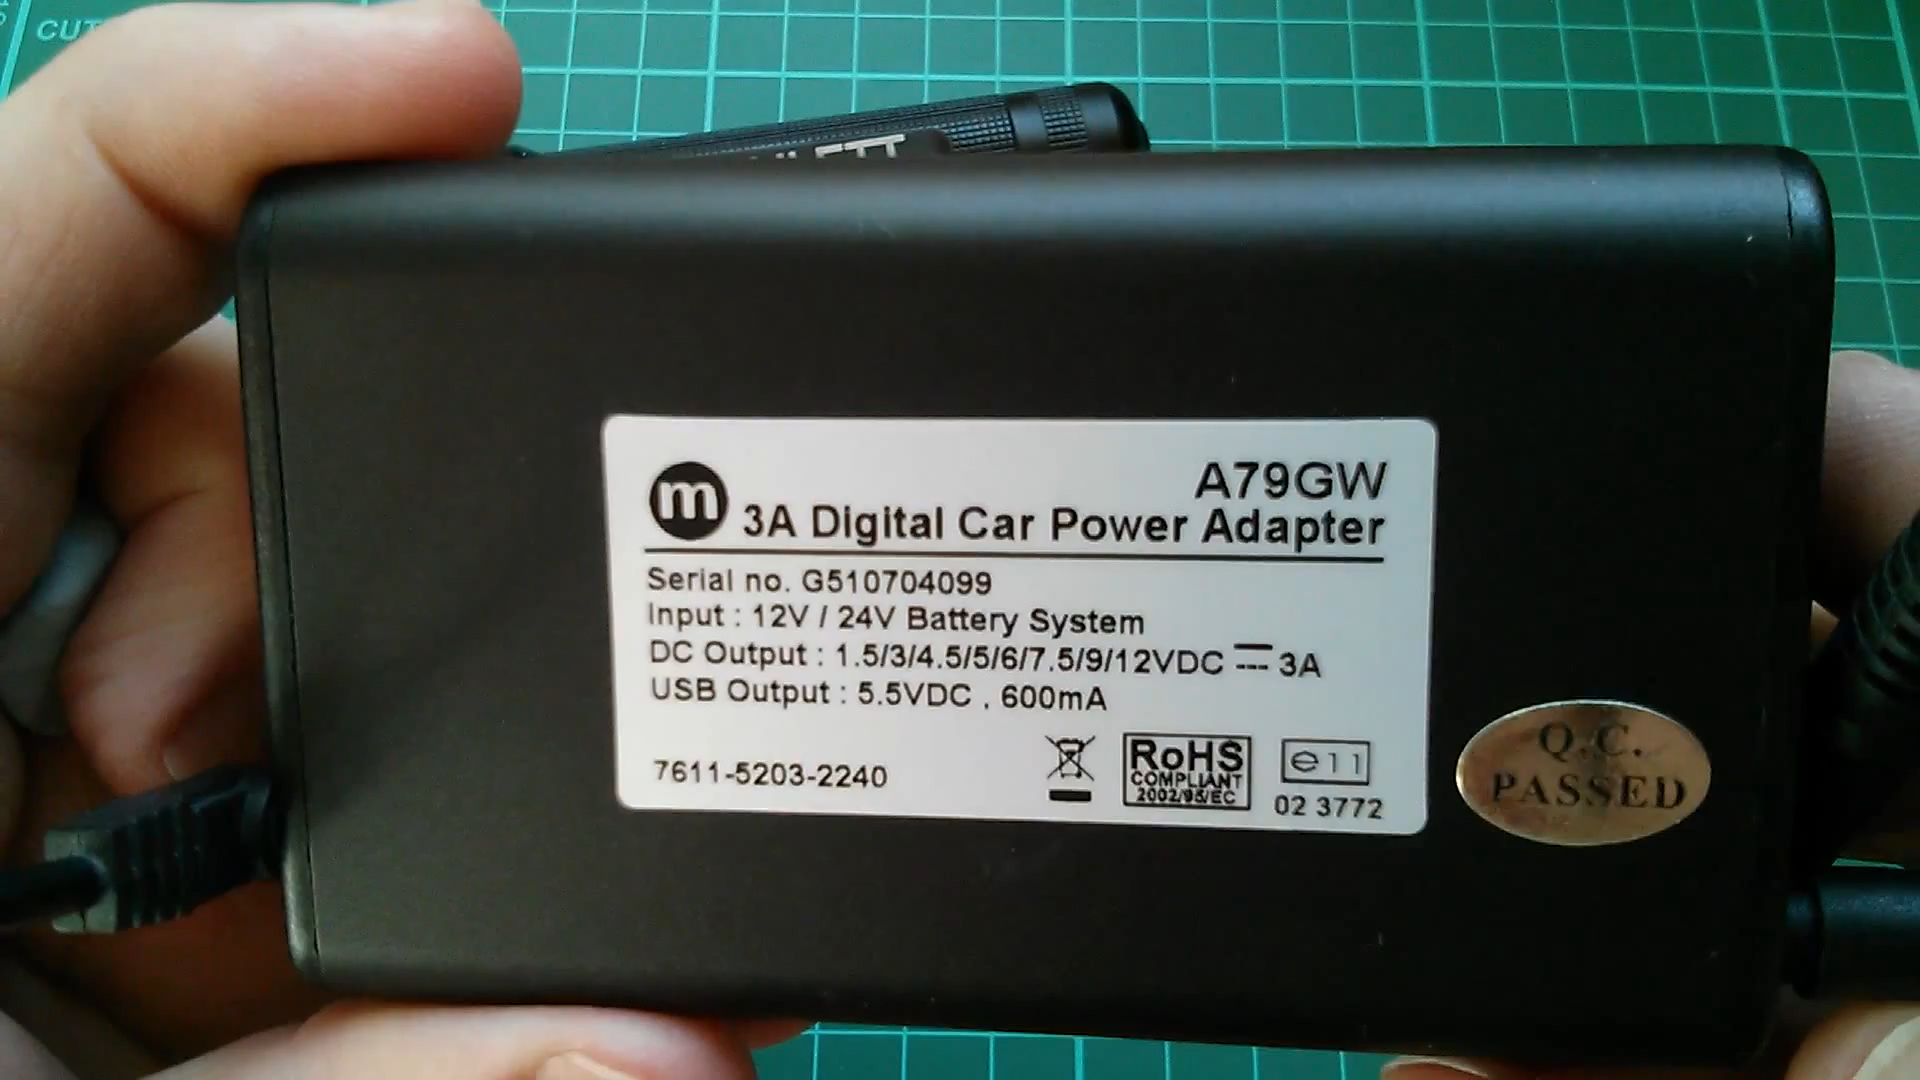 CUT
A79GW
m 3A Digital Car Power Adapter
Serial no. G510704099
Input : 12V / 24V Battery System
DC Output : 1.5/3/4.5/5/6/7.5/9/12VDC ⎓ 3A
USB Output : 5.5VDC . 600mA
7611-5203-2240
RoHS
COMPLIANT
2002/95/EC
e11
02 3772
Q.C.
PASSED